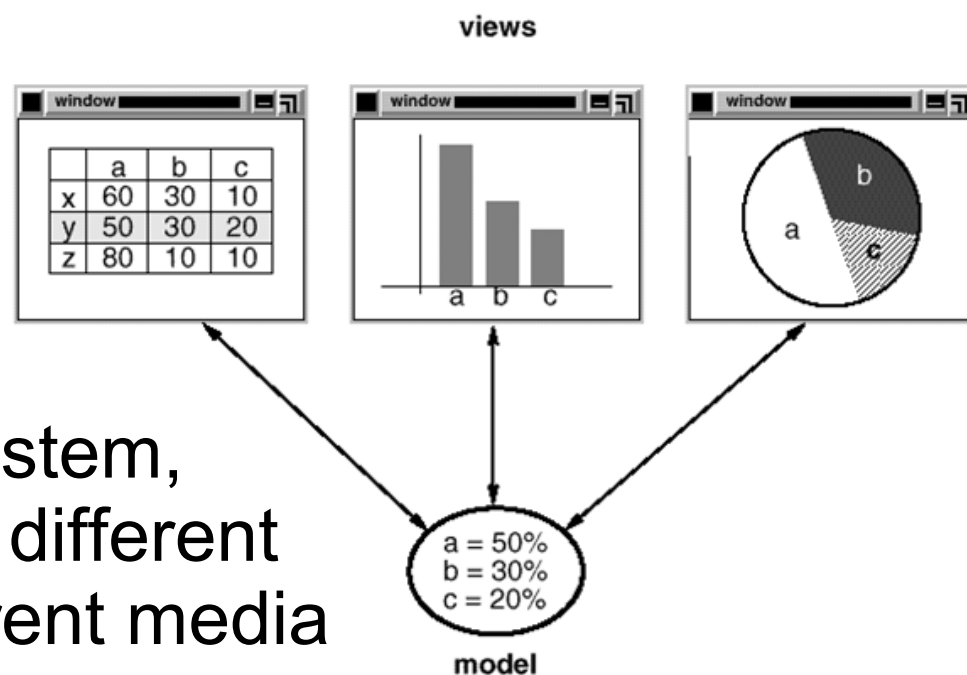 views
window
a b c
x 60 30 10
y 50 30 20
z 80 10 10
window
a b c
window
b
a
c
stem,
different
ent media
a = 50%
b = 30%
c = 20%
model